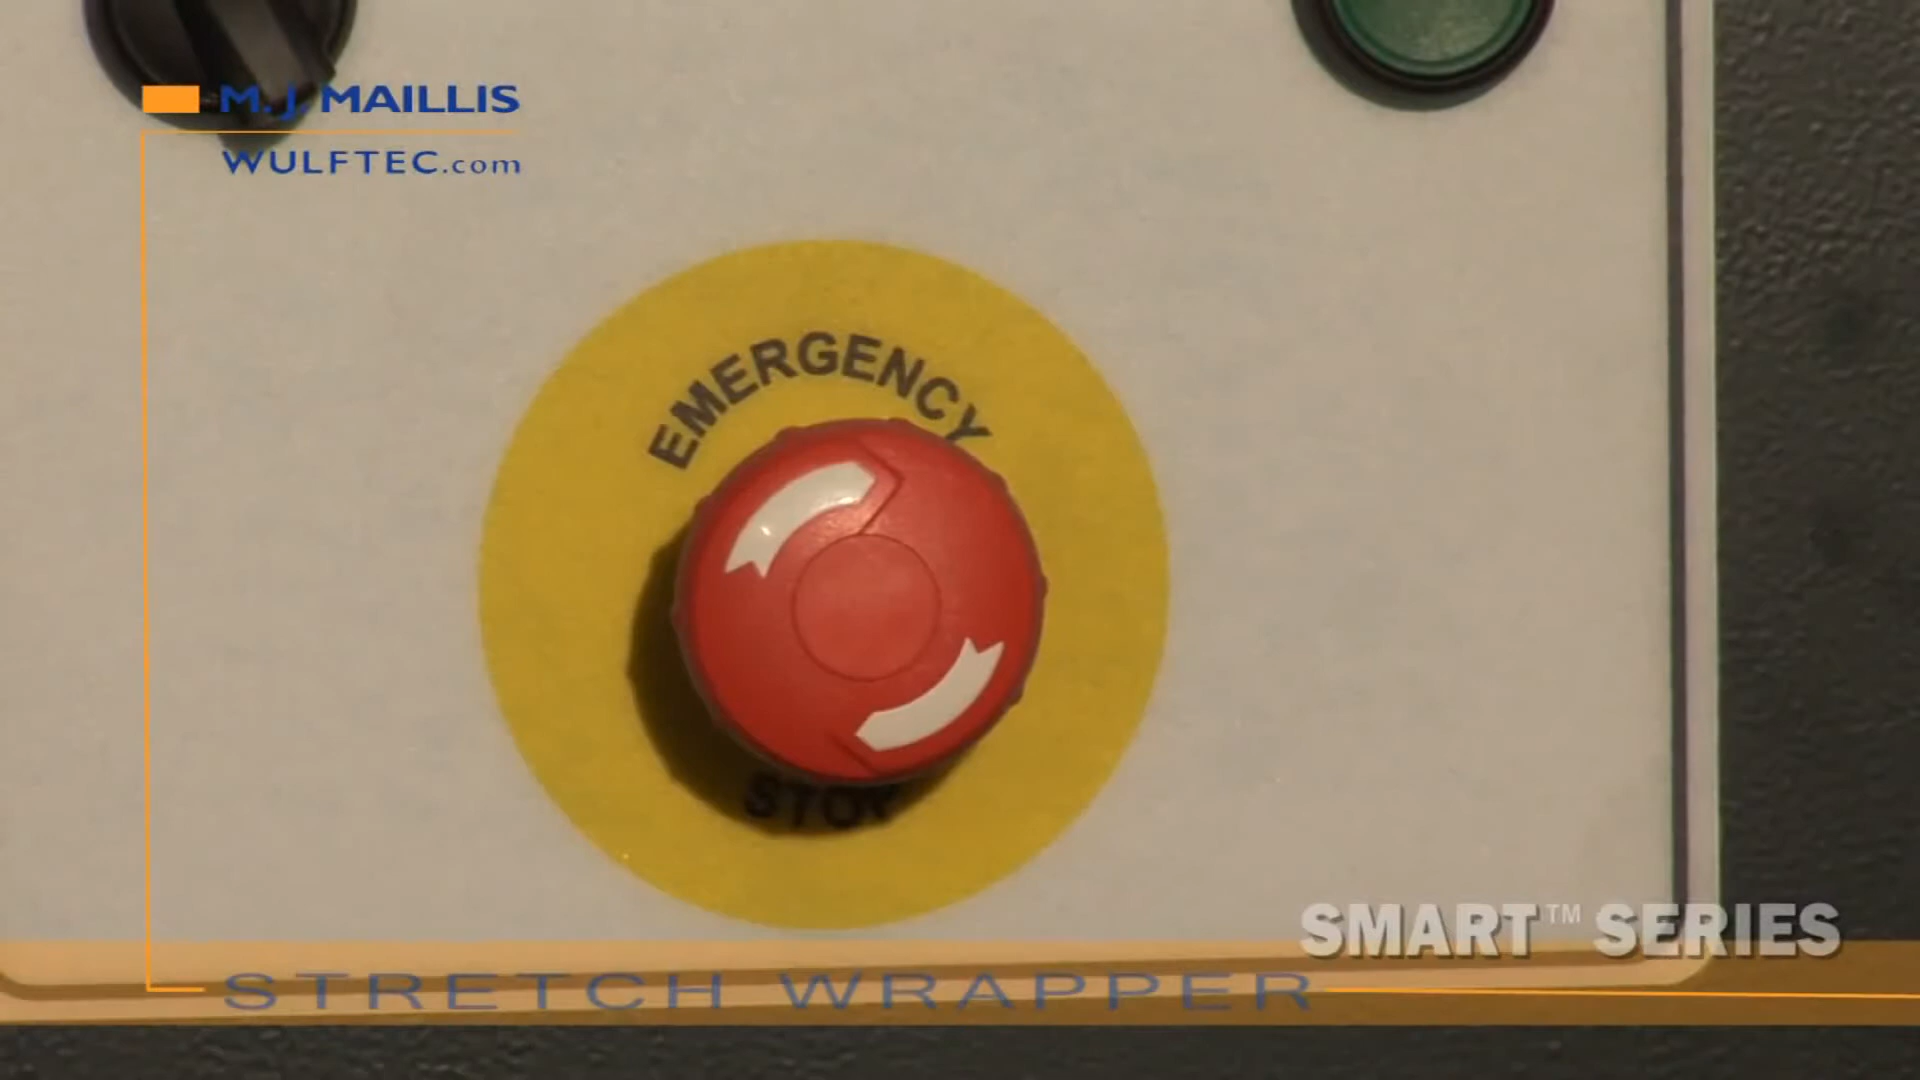 M. J. MAILLIS
WULFTEC.com
EMERGENCY
STOP
SMART™ SERIES
STRETCH WRAPPER